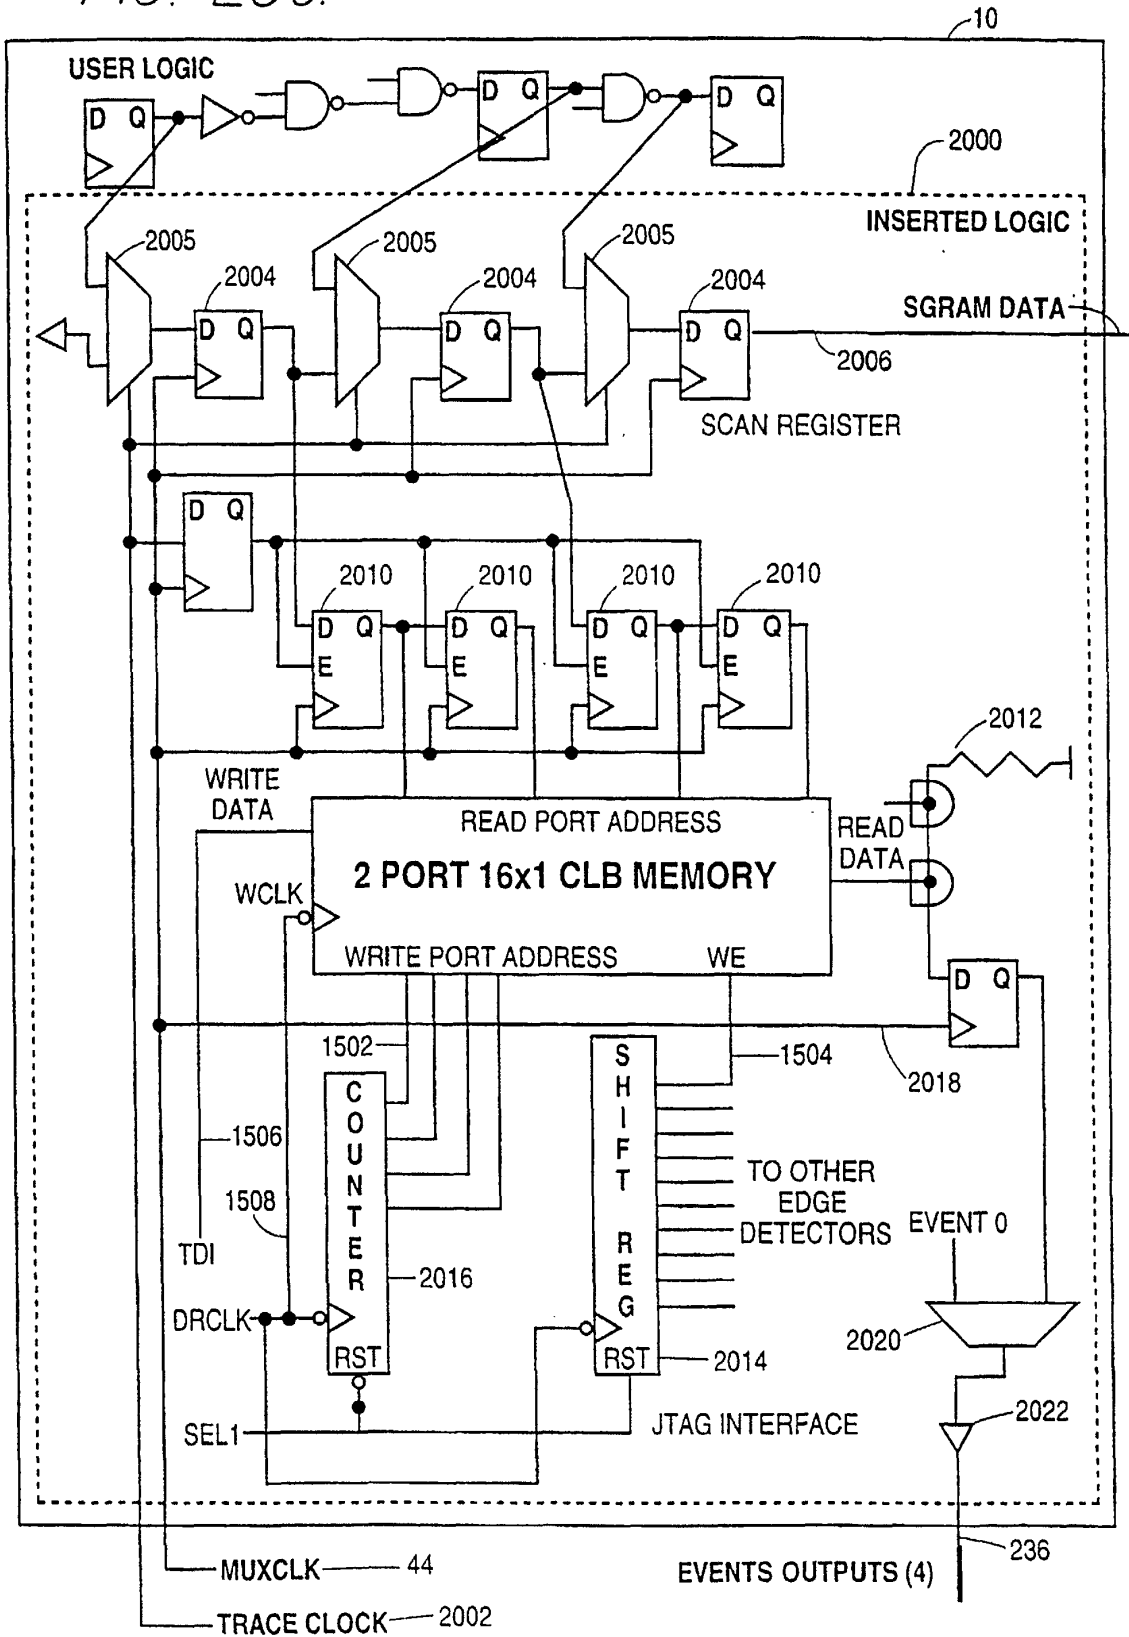 10
USER LOGIC
D Q
D Q
D Q
2000
INSERTED LOGIC
2005
2005
2005
2004
2004
2004
SGRAM DATA
D Q
D Q
D Q
2006
SCAN REGISTER
D Q
2010
2010
2010
2010
D Q
D Q
D Q
D Q
E
E
E
E
2012
WRITE
DATA
READ PORT ADDRESS
READ
DATA
2 PORT 16x1 CLB MEMORY
WCLK
WRITE PORT ADDRESS
WE
D Q
1502
1504
2018
COUNTER
SHIFT REG
1506
1508
TO OTHER
EDGE
DETECTORS
EVENT 0
TDI
2016
DRCLK
2020
RST
RST
2014
SEL1
JTAG INTERFACE
2022
236
MUXCLK
44
EVENTS OUTPUTS (4)
TRACE CLOCK
2002